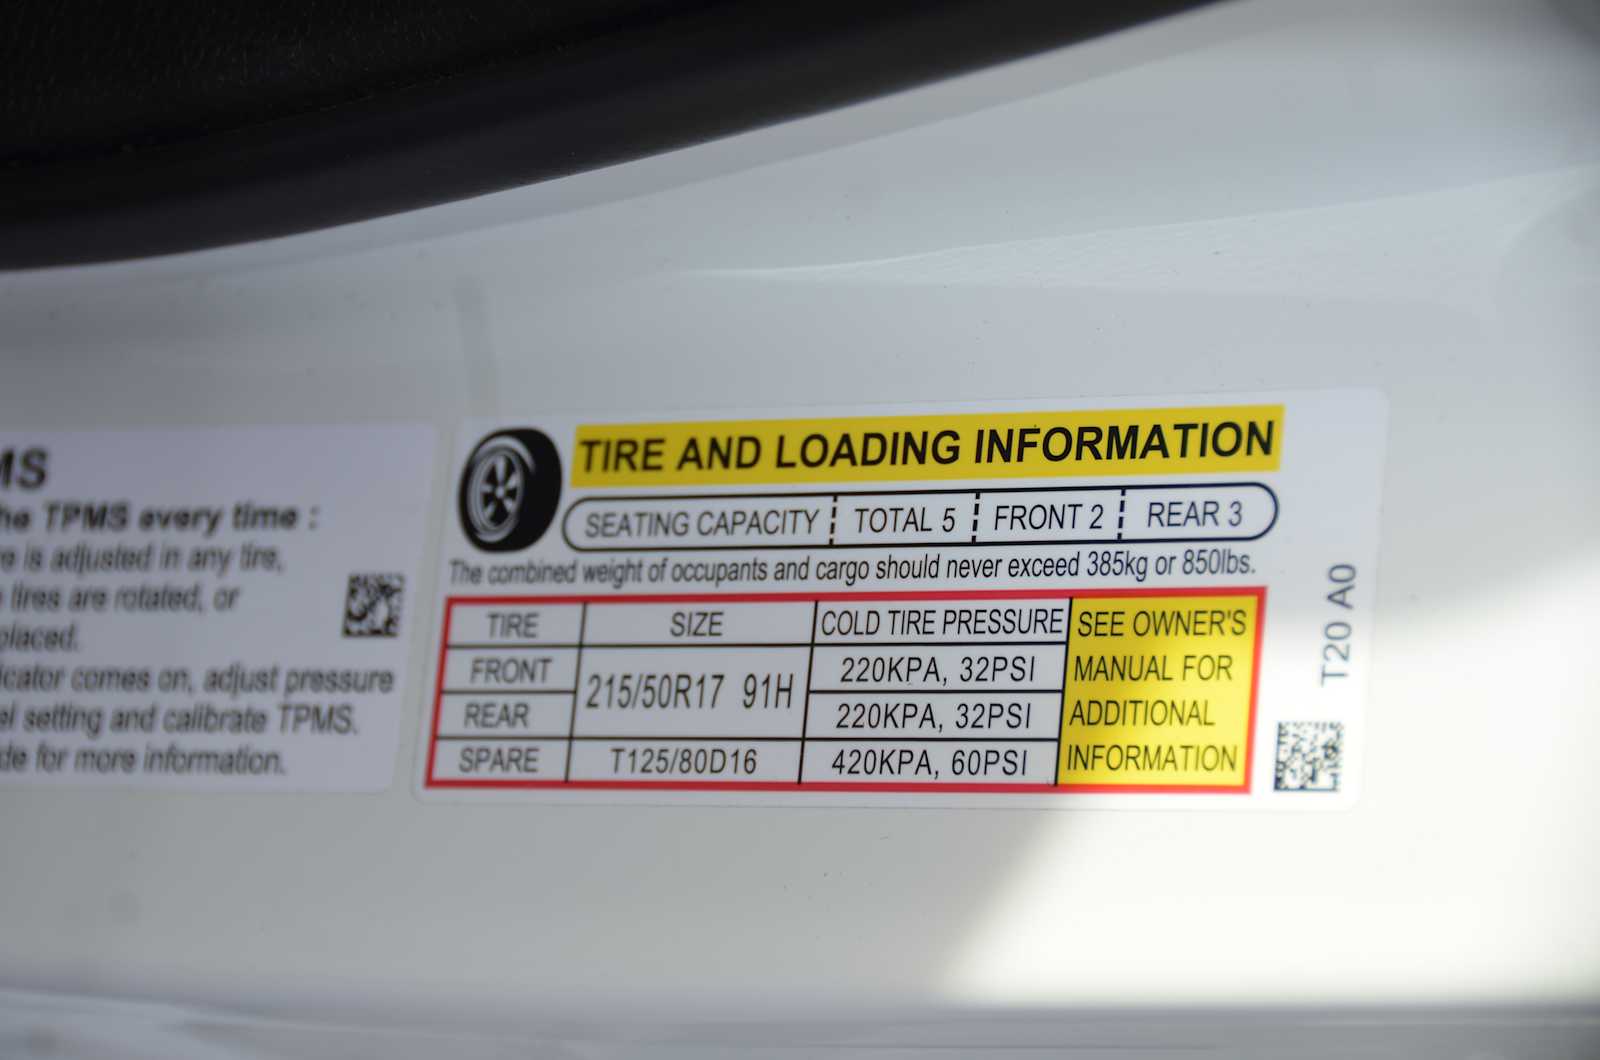 MS
he TPMS every time :
re is adjusted in any tire,
tires are rotated, or
placed.
icator comes on, adjust pressure
el setting and calibrate TPMS.
de for more information.
TIRE AND LOADING INFORMATION
SEATING CAPACITY TOTAL 5 FRONT 2 REAR 3
The combined weight of occupants and cargo should never exceed 385kg or 850lbs.
TIRE SIZE COLD TIRE PRESSURE
FRONT 215/50R17 91H 220KPA, 32PSI
REAR 220KPA, 32PSI
SPARE T125/80D16 420KPA, 60PSI
SEE OWNER'S
MANUAL FOR
ADDITIONAL
INFORMATION
T20 A0